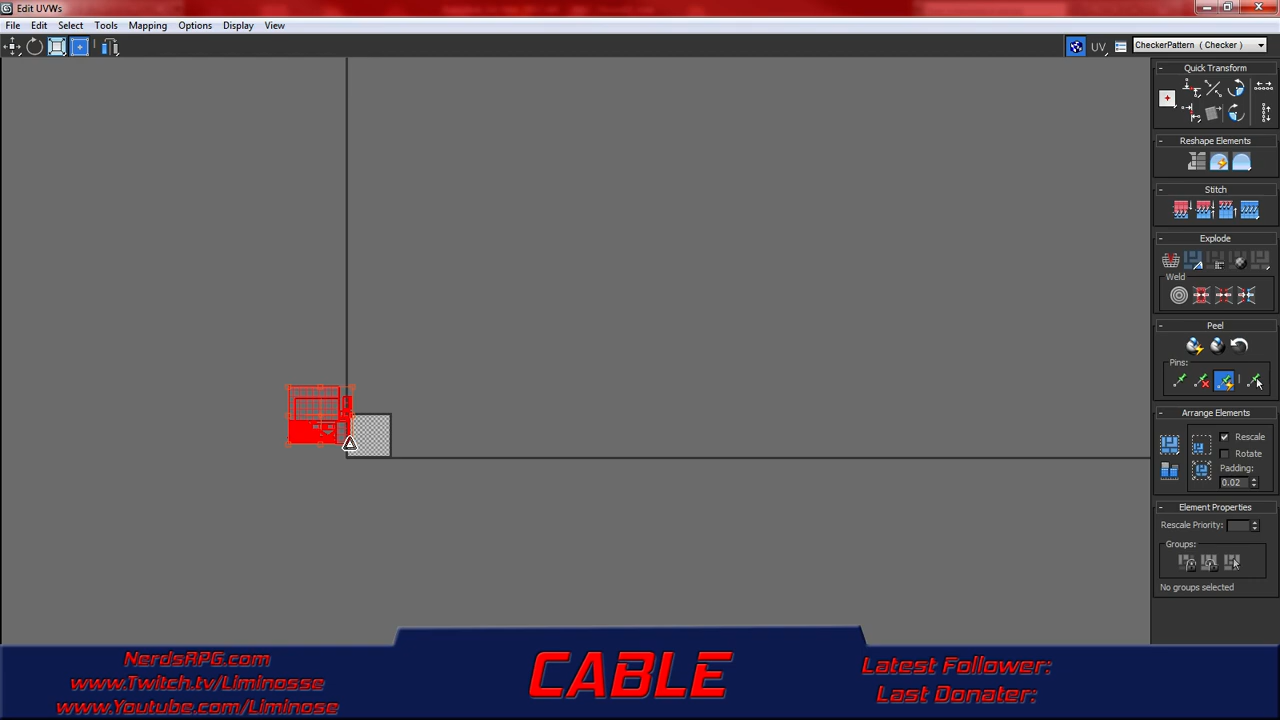 Edit UVWs
File Edit Select Tools Mapping Options Display View
UV CheckerPattern ( Checker )
Quick Transform
Reshape Elements
Stitch
Explode
Weld
Peel
Pins:
Arrange Elements
Rescale
Rotate
Padding:
0.02
Element Properties
Rescale Priority:
Groups:
No groups selected
NerdsRPG.com
www.Twitch.tv/Liminosse
www.Youtube.com/Liminose
CABLE
Latest Follower:
Last Donater: